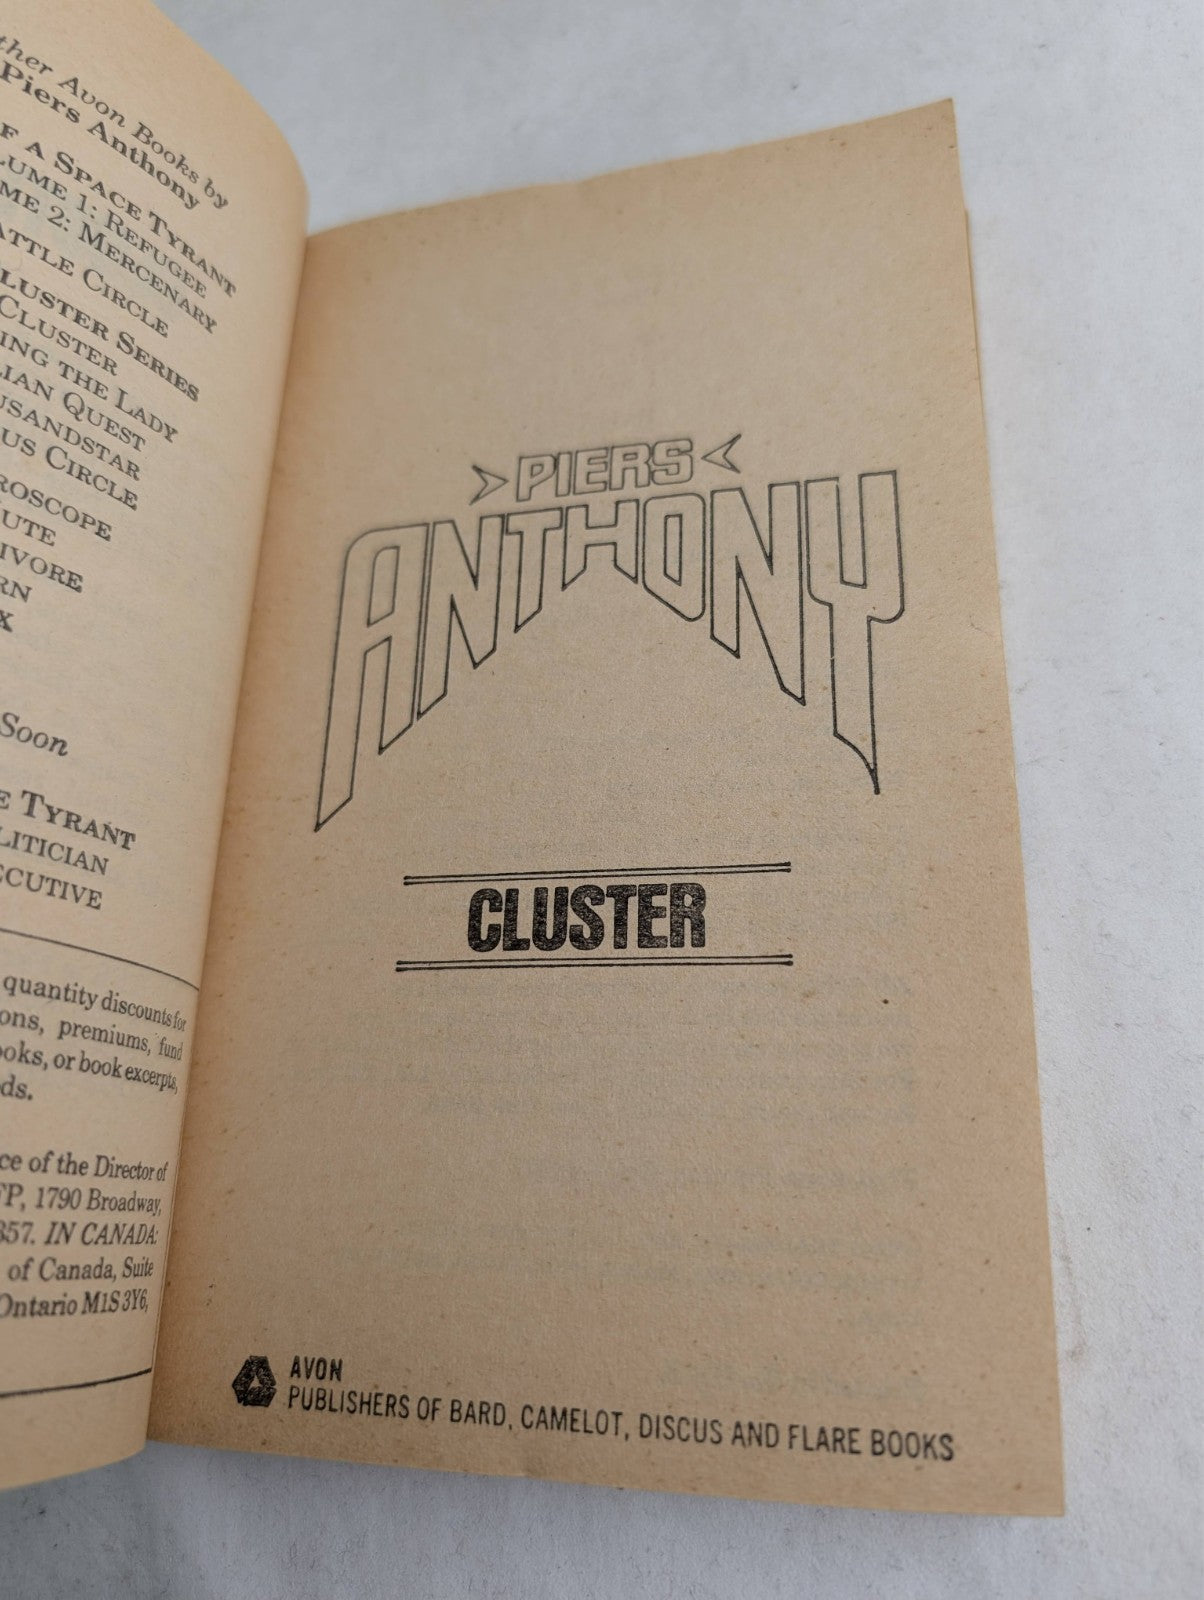 ther Avon Books by
Piers Anthony
F A SPACE TYRANT
LUME 1: REFUGEE
ME 2: MERCENARY
ATTLE CIRCLE
LUSTER SERIES
CLUSTER
ING THE LADY
LIAN QUEST
USANDSTAR
US CIRCLE
ROSCOPE
UTE
IVORE
RN
X
Soon
E TYRANT
LITICIAN
ECUTIVE
quantity discounts for
ons, premiums, fund
ooks, or book excerpts,
ds.
ce of the Director of
FP, 1790 Broadway,
357. IN CANADA:
of Canada, Suite
Ontario M1S 3Y6,
PIERS
ANTHONY
CLUSTER
AVON
PUBLISHERS OF BARD, CAMELOT, DISCUS AND FLARE BOOKS